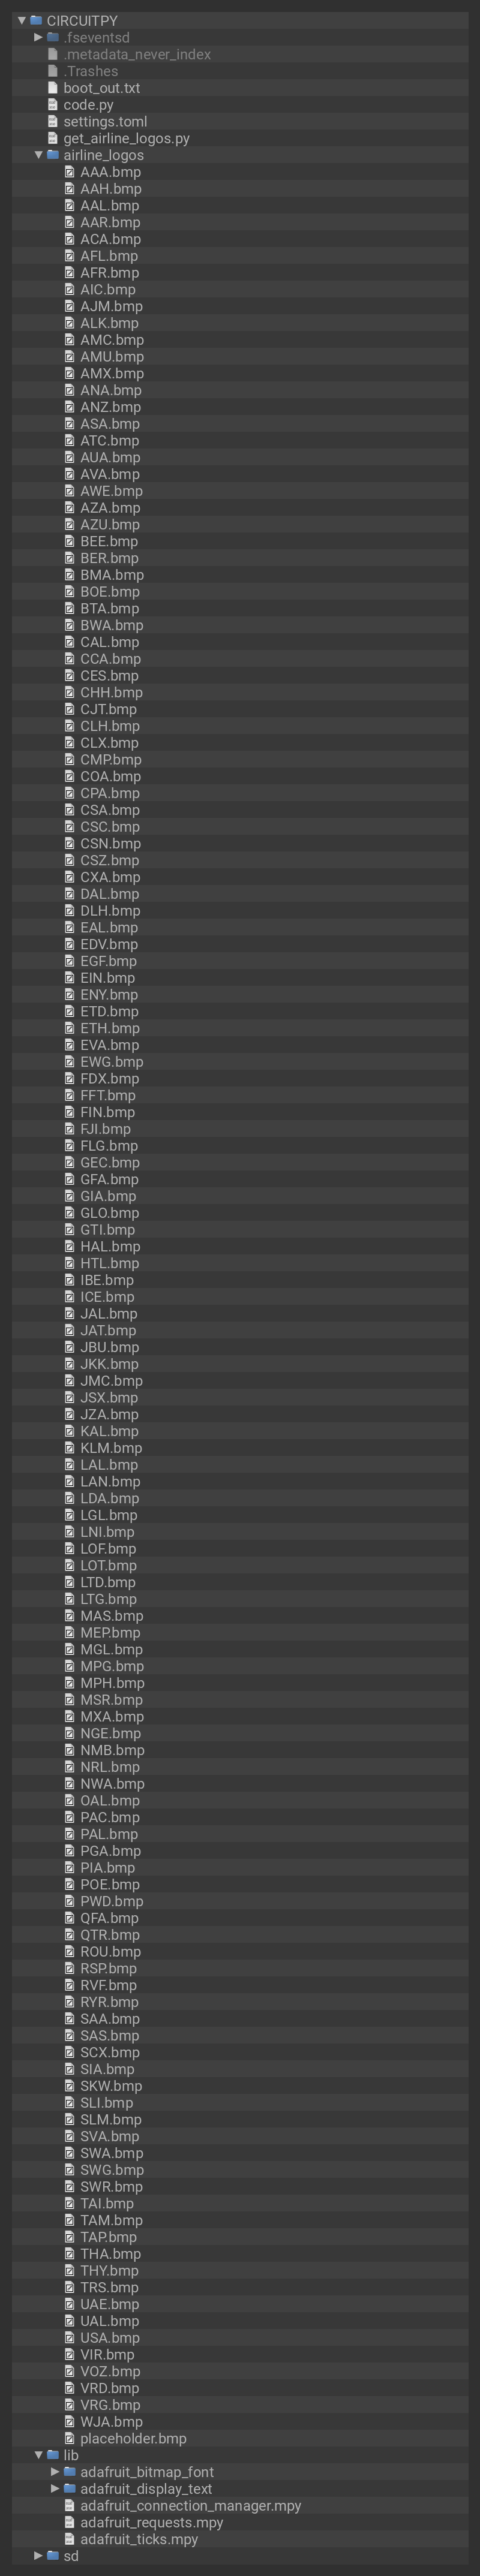 CIRCUITPY
.fseventsd
.metadata_never_index
.Trashes
boot_out.txt
code.py
settings.toml
get_airline_logos.py
airline_logos
AAA.bmp
AAH.bmp
AAL.bmp
AAR.bmp
ACA.bmp
AFL.bmp
AFR.bmp
AIC.bmp
AJM.bmp
ALK.bmp
AMC.bmp
AMU.bmp
AMX.bmp
ANA.bmp
ANZ.bmp
ASA.bmp
ATC.bmp
AUA.bmp
AVA.bmp
AWE.bmp
AZA.bmp
AZU.bmp
BEE.bmp
BER.bmp
BMA.bmp
BOE.bmp
BTA.bmp
BWA.bmp
CAL.bmp
CCA.bmp
CES.bmp
CHH.bmp
CJT.bmp
CLH.bmp
CLX.bmp
CMP.bmp
COA.bmp
CPA.bmp
CSA.bmp
CSC.bmp
CSN.bmp
CSZ.bmp
CXA.bmp
DAL.bmp
DLH.bmp
EAL.bmp
EDV.bmp
EGF.bmp
EIN.bmp
ENY.bmp
ETD.bmp
ETH.bmp
EVA.bmp
EWG.bmp
FDX.bmp
FFT.bmp
FIN.bmp
FJI.bmp
FLG.bmp
GEC.bmp
GFA.bmp
GIA.bmp
GLO.bmp
GTI.bmp
HAL.bmp
HTL.bmp
IBE.bmp
ICE.bmp
JAL.bmp
JAT.bmp
JBU.bmp
JKK.bmp
JMC.bmp
JSX.bmp
JZA.bmp
KAL.bmp
KLM.bmp
LAL.bmp
LAN.bmp
LDA.bmp
LGL.bmp
LNI.bmp
LOF.bmp
LOT.bmp
LTD.bmp
LTG.bmp
MAS.bmp
MEP.bmp
MGL.bmp
MPG.bmp
MPH.bmp
MSR.bmp
MXA.bmp
NGE.bmp
NMB.bmp
NRL.bmp
NWA.bmp
OAL.bmp
PAC.bmp
PAL.bmp
PGA.bmp
PIA.bmp
POE.bmp
PWD.bmp
QFA.bmp
QTR.bmp
ROU.bmp
RSP.bmp
RVF.bmp
RYR.bmp
SAA.bmp
SAS.bmp
SCX.bmp
SIA.bmp
SKW.bmp
SLI.bmp
SLM.bmp
SVA.bmp
SWA.bmp
SWG.bmp
SWR.bmp
TAI.bmp
TAM.bmp
TAP.bmp
THA.bmp
THY.bmp
TRS.bmp
UAE.bmp
UAL.bmp
USA.bmp
VIR.bmp
VOZ.bmp
VRD.bmp
VRG.bmp
WJA.bmp
placeholder.bmp
lib
adafruit_bitmap_font
adafruit_display_text
adafruit_connection_manager.mpy
adafruit_requests.mpy
adafruit_ticks.mpy
sd